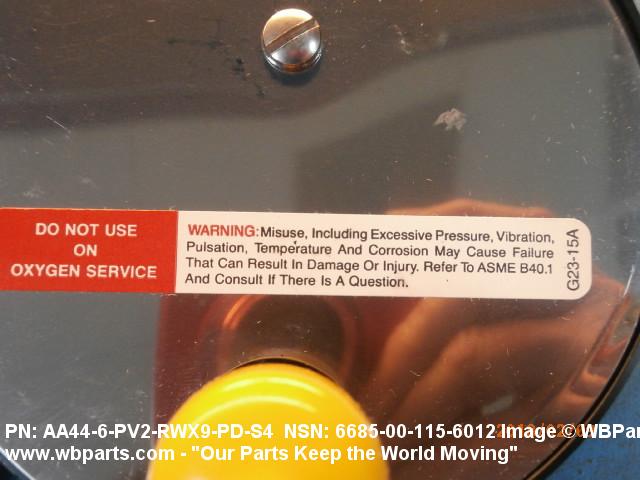 DO NOT USE
ON
OXYGEN SERVICE
WARNING: Misuse, Including Excessive Pressure, Vibration,
Pulsation, Temperature And Corrosion May Cause Failure
That Can Result In Damage Or Injury. Refer To ASME B40.1
And Consult If There Is A Question.
G23-15A
PN: AA44-6-PV2-RWX9-PD-S4 NSN: 6685-00-115-6012 Image © WBPar
www.wbparts.com - "Our Parts Keep the World Moving"